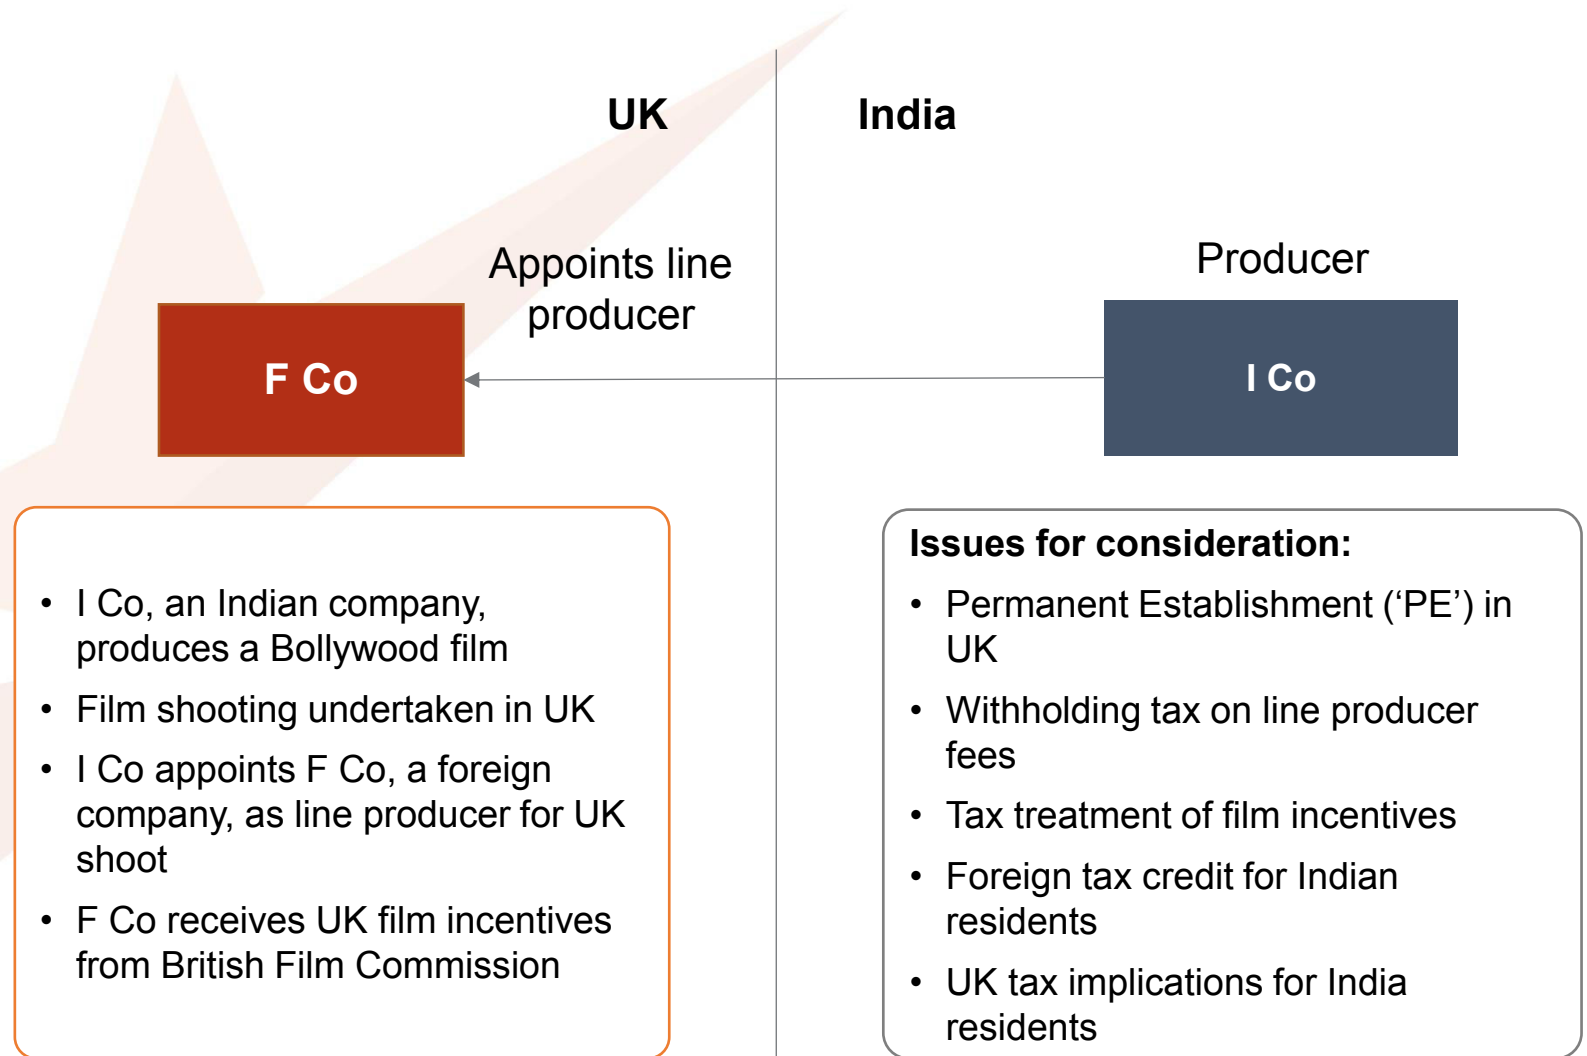 UK
India
Appoints line
producer
Producer
F Co
I Co
• I Co, an Indian company,
produces a Bollywood film
• Film shooting undertaken in UK
• I Co appoints F Co, a foreign
company, as line producer for UK
shoot
• F Co receives UK film incentives
from British Film Commission
Issues for consideration:
• Permanent Establishment (‘PE’) in
UK
• Withholding tax on line producer
fees
• Tax treatment of film incentives
• Foreign tax credit for Indian
residents
• UK tax implications for India
residents